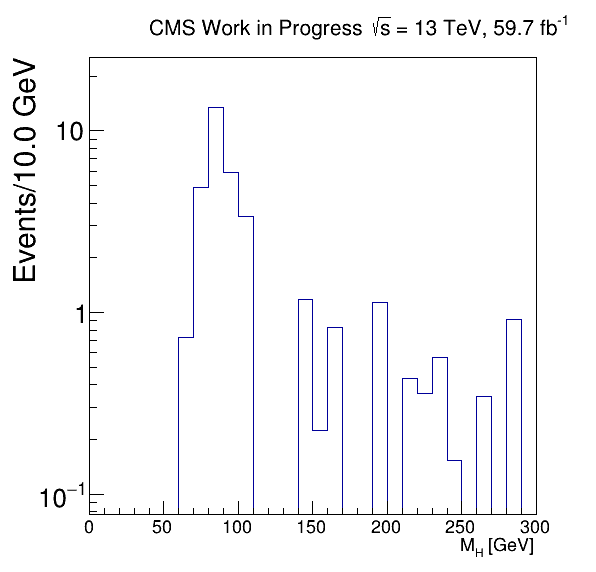 CMS Work in Progress √s = 13 TeV, 59.7 fb⁻¹
Events/10.0 GeV
10
1
10⁻¹
0 50 100 150 200 250 300
M_H [GeV]